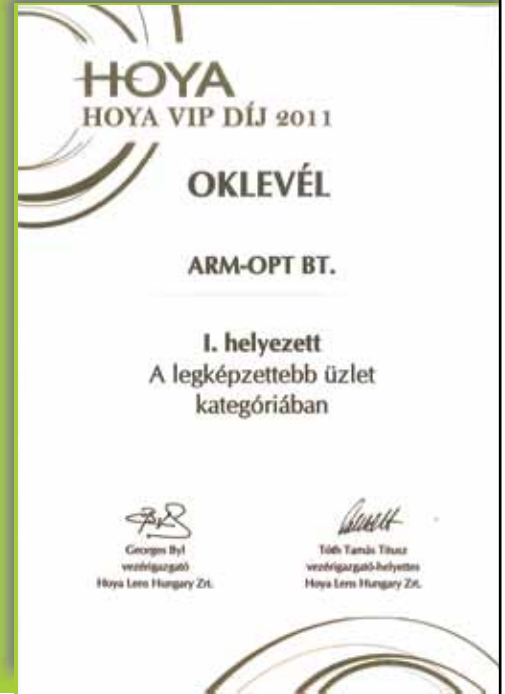 HOYA
HOYA VIP DÍJ 2011
OKLEVÉL
ARM-OPT BT.
I. helyezett
A legképzettebb üzlet
kategóriában
Georges Byl
vezérigazgató
Hoya Lens Hungary Zrt.
Tóth Tamás Titusz
vezérigazgató-helyettes
Hoya Lens Hungary Zrt.